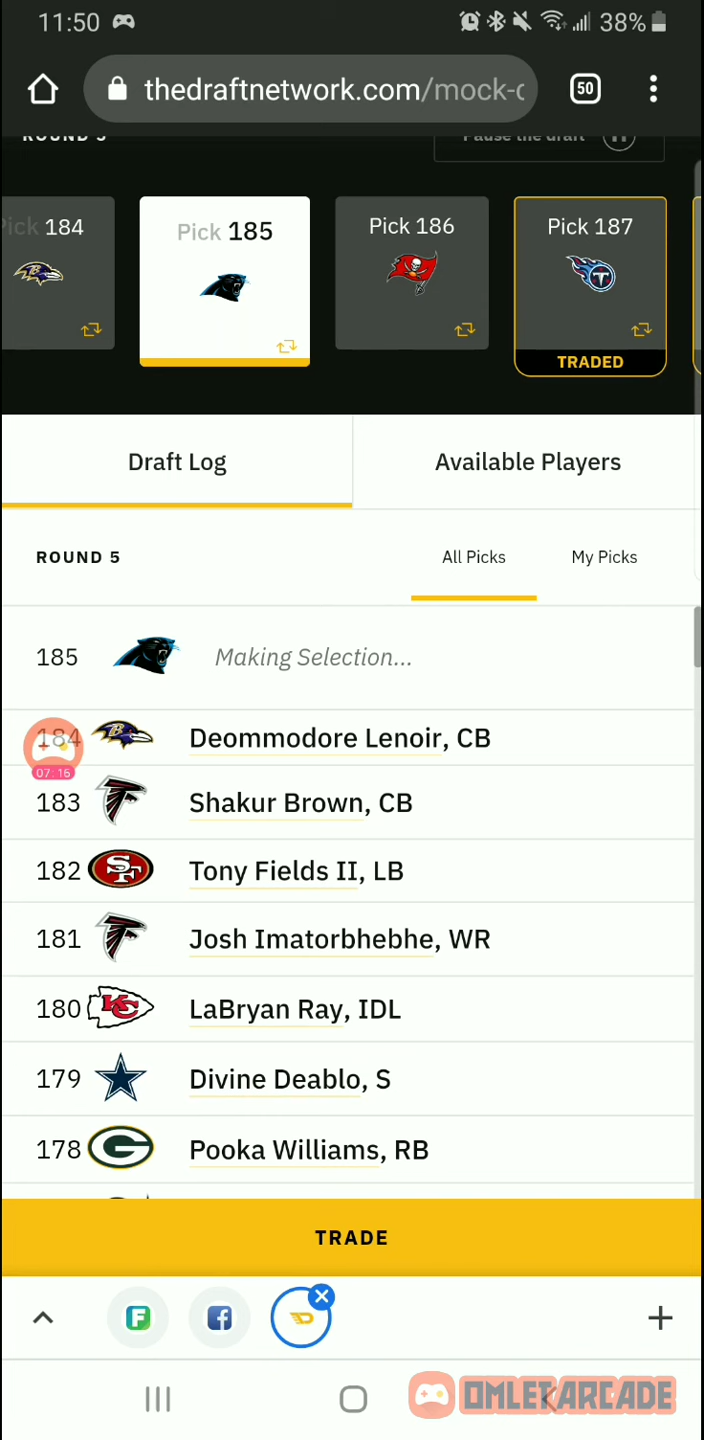 11:50 38%
thedraftnetwork.com/mock-d 50
ROUND 5 Pause the draft
Pick 184 Pick 185 Pick 186 Pick 187
TRADED
Draft Log Available Players
ROUND 5 All Picks My Picks
185 Making Selection...
184 Deommodore Lenoir, CB
07:16
183 Shakur Brown, CB
182 SF Tony Fields II, LB
181 Josh Imatorbhebhe, WR
180 KC LaBryan Ray, IDL
179 Divine Deablo, S
178 G Pooka Williams, RB
TRADE
OMLET ARCADE